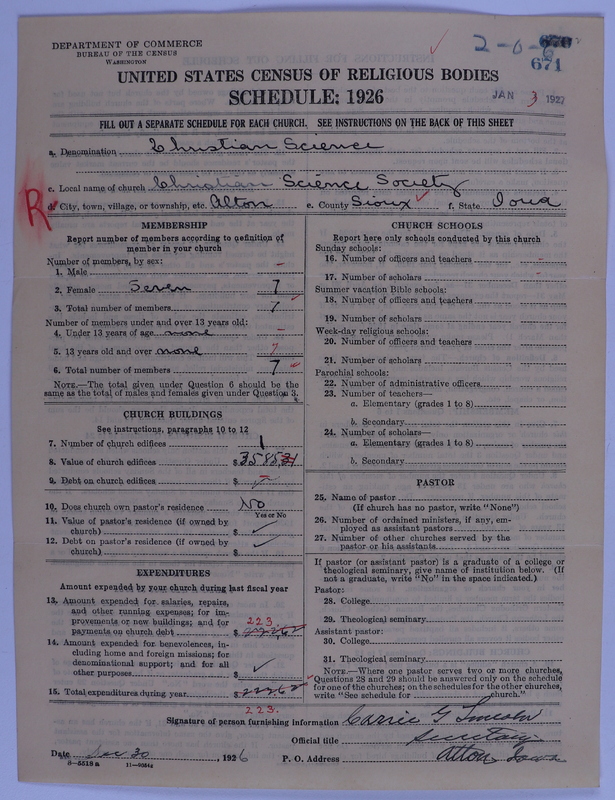 DEPARTMENT OF COMMERCE
BUREAU OF THE CENSUS
WASHINGTON
2-0-6
671
UNITED STATES CENSUS OF RELIGIOUS BODIES
SCHEDULE: 1926
JAN 3 1927
FILL OUT A SEPARATE SCHEDULE FOR EACH CHURCH. SEE INSTRUCTIONS ON THE BACK OF THIS SHEET
a. Denomination Christian Science
c. Local name of church Christian Science Society
R
d. City, town, village, or township, etc. Alton e. County Sioux f. State Iowa
MEMBERSHIP
Report number of members according to definition of
member in your church
Number of members, by sex:
1. Male -
2. Female Seven 7
3. Total number of members 7
Number of members under and over 13 years old:
4. Under 13 years of age none -
5. 13 years old and over none 7
6. Total number of members 7
NOTE.—The total given under Question 6 should be the
same as the total of males and females given under Question 3.
CHURCH BUILDINGS
See instructions, paragraphs 10 to 12
7. Number of church edifices 1
8. Value of church edifices $3585
9. Debt on church edifices $ -
10. Does church own pastor's residence No
Yes or No
11. Value of pastor's residence (if owned by
church) $
12. Debt on pastor's residence (if owned by
church) $
EXPENDITURES
Amount expended by your church during last fiscal year
13. Amount expended for salaries, repairs,
and other running expenses; for im-
provements or new buildings; and for
payments on church debt $ 223.
14. Amount expended for benevolences, in-
cluding home and foreign missions; for
denominational support; and for all
other purposes $
15. Total expenditures during year $
223.
CHURCH SCHOOLS
Report here only schools conducted by this church
Sunday schools:
16. Number of officers and teachers -
17. Number of scholars -
Summer vacation Bible schools:
18. Number of officers and teachers
19. Number of scholars
Week-day religious schools:
20. Number of officers and teachers
21. Number of scholars
Parochial schools:
22. Number of administrative officers
23. Number of teachers—
a. Elementary (grades 1 to 8)
b. Secondary
24. Number of scholars—
a. Elementary (grades 1 to 8)
b. Secondary
PASTOR
25. Name of pastor
(If church has no pastor, write "None")
26. Number of ordained ministers, if any, em-
ployed as assistant pastors
27. Number of other churches served by the
pastor or his assistants
If pastor (or assistant pastor) is a graduate of a college or
theological seminary, give name of institution below. (If
not a graduate, write "No" in the space indicated.)
Pastor:
28. College
29. Theological seminary
Assistant pastor:
30. College
31. Theological seminary
NOTE.—Where one pastor serves two or more churches,
Questions 28 and 29 should be answered only on the schedule
for one of the churches; on the schedules for the other churches,
write "See schedule for church."
Signature of person furnishing information Carrie G Lincoln
Official title Secretary
Date Dec 30, 1926 P. O. Address Alton Iowa
8-5518a 11-9084a